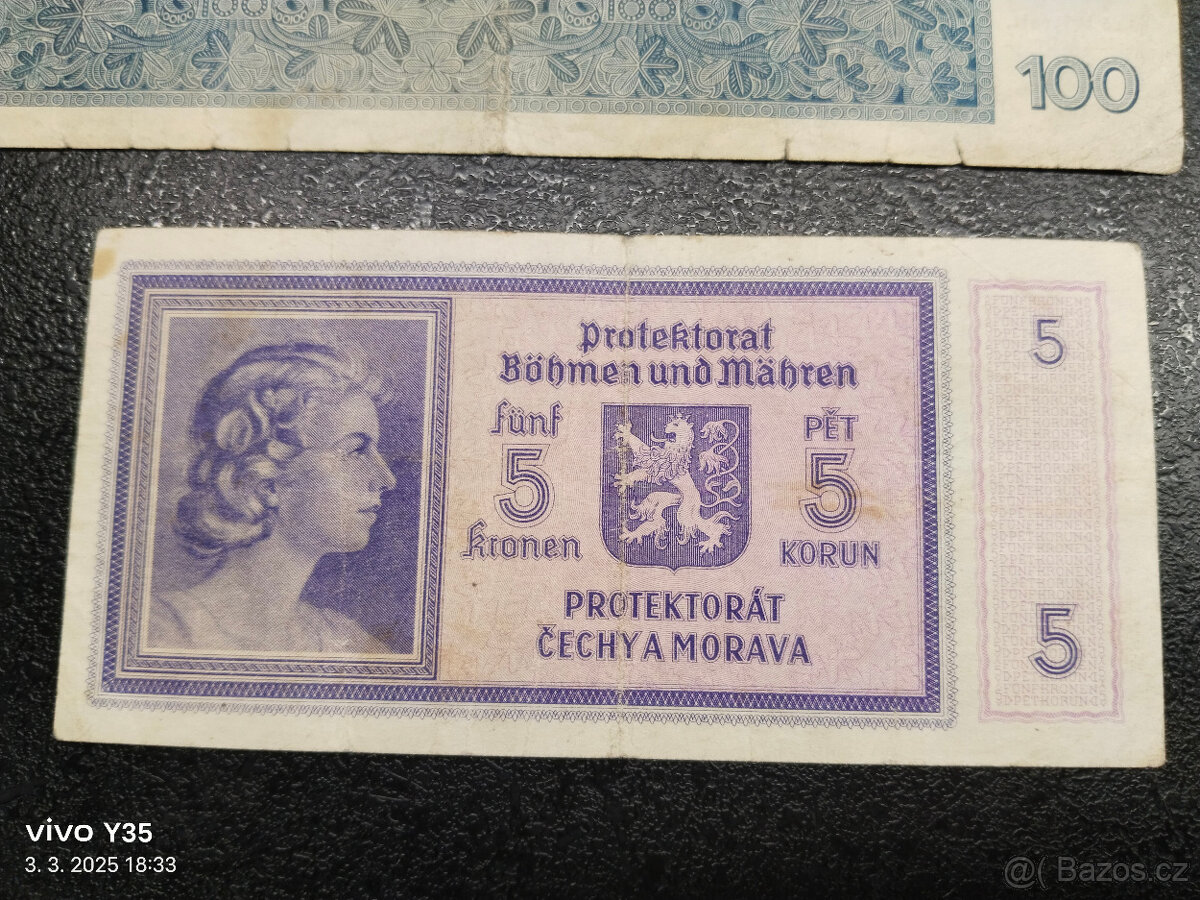 100
Protektorat
Böhmen und Mähren
fünf
5
Kronen
PĚT
5
KORUN
PROTEKTORÁT
ČECHY A MORAVA
5
5
vivo Y35
3. 3. 2025 18:33
@( Bazos.cz